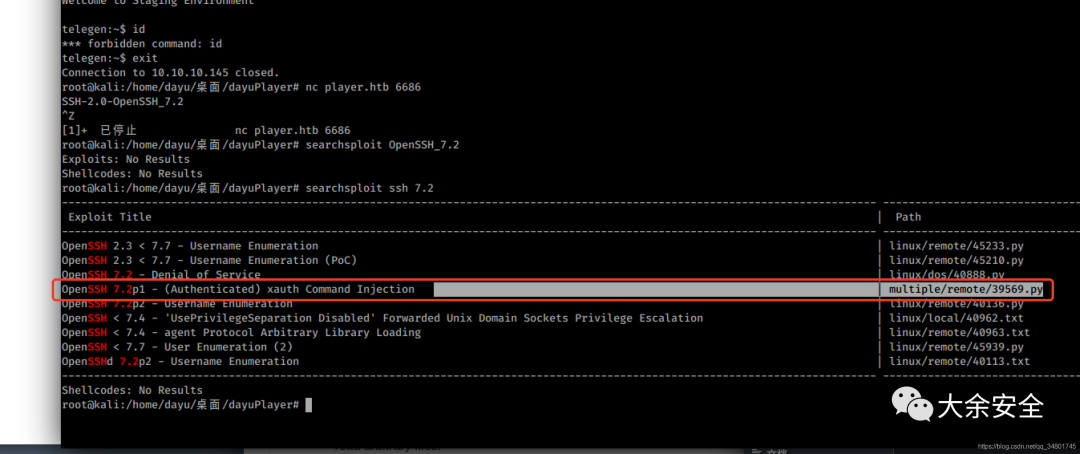 Welcome to Staging Environment
telegen:~$ id
*** forbidden command: id
telegen:~$ exit
Connection to 10.10.10.145 closed.
root@kali:/home/dayu/桌面/dayuPlayer# nc player.htb 6686
SSH-2.0-OpenSSH_7.2
^Z
[1]+  已停止                  nc player.htb 6686
root@kali:/home/dayu/桌面/dayuPlayer# searchsploit OpenSSH_7.2
Exploits: No Results
Shellcodes: No Results
root@kali:/home/dayu/桌面/dayuPlayer# searchsploit ssh 7.2
Exploit Title | Path
OpenSSH 2.3 < 7.7 - Username Enumeration | linux/remote/45233.py
OpenSSH 2.3 < 7.7 - Username Enumeration (PoC) | linux/remote/45210.py
OpenSSH 7.2 - Denial of Service | linux/dos/40888.py
OpenSSH 7.2p1 - (Authenticated) xauth Command Injection | multiple/remote/39569.py
OpenSSH 7.2p2 - Username Enumeration | linux/remote/40136.py
OpenSSH < 7.4 - 'UsePrivilegeSeparation Disabled' Forwarded Unix Domain Sockets Privilege Escalation | linux/local/40962.txt
OpenSSH < 7.4 - agent Protocol Arbitrary Library Loading | linux/remote/40963.txt
OpenSSH < 7.7 - User Enumeration (2) | linux/remote/45939.py
OpenSSHd 7.2p2 - Username Enumeration | linux/remote/40113.txt
Shellcodes: No Results
root@kali:/home/dayu/桌面/dayuPlayer#
大余安全
https://blog.csdn.net/qq_34801745